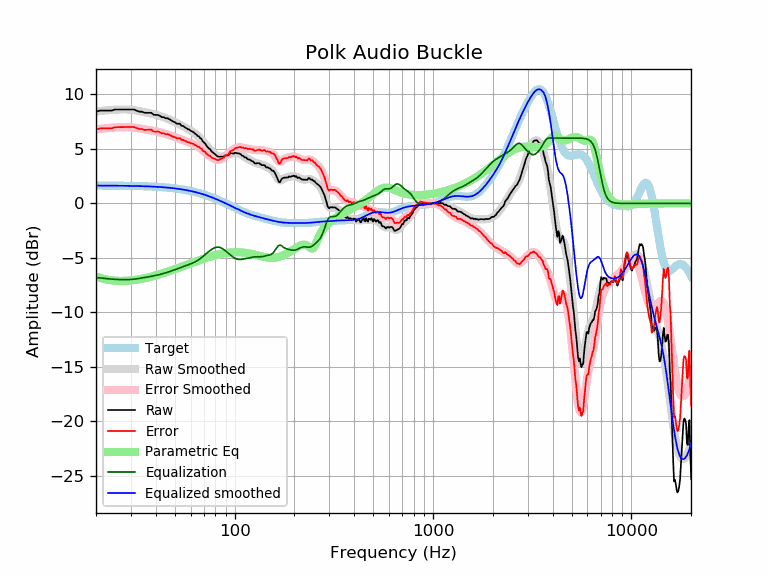 Polk Audio Buckle
10
5
0
−5
−10
−15
−20
−25
Amplitude (dBr)
Target
Raw Smoothed
Error Smoothed
Raw
Error
Parametric Eq
Equalization
Equalized smoothed
100
1000
10000
Frequency (Hz)